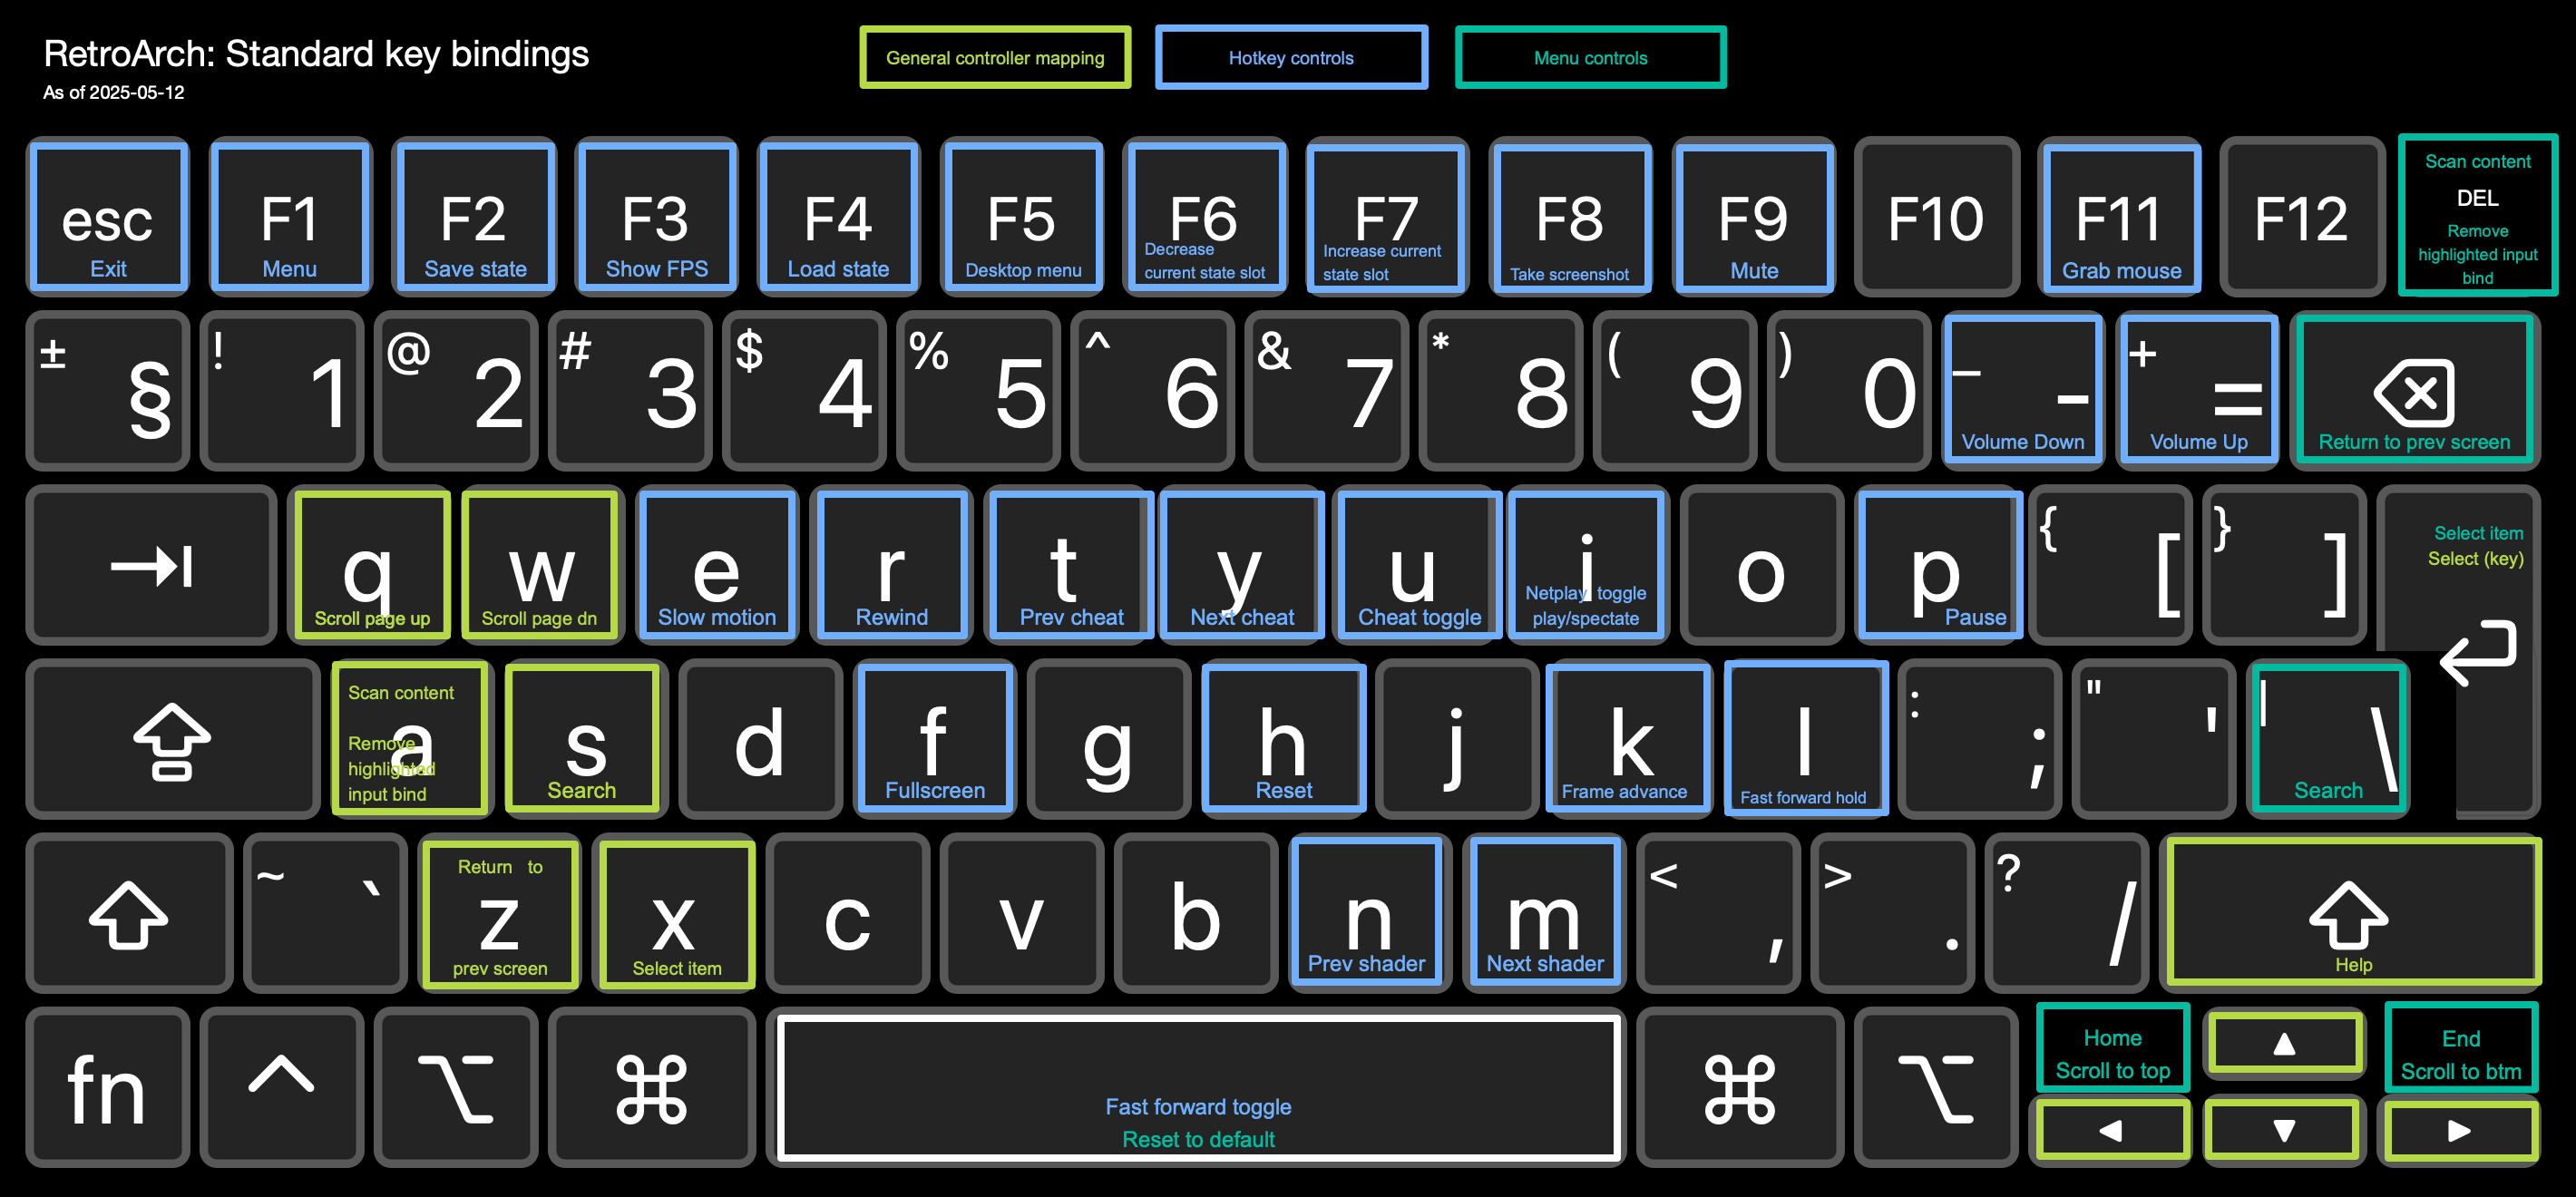 RetroArch: Standard key bindings
As of 2025-05-12
General controller mapping
Hotkey controls
Menu controls
esc
Exit
F1
Menu
F2
Save state
F3
Show FPS
F4
Load state
F5
Desktop menu
F6
Decrease
current state slot
F7
Increase current
state slot
F8
Take screenshot
F9
Mute
F10
F11
Grab mouse
F12
Scan content
DEL
Remove
highlighted input
bind
± §
! 1
@ 2
# 3
$ 4
% 5
^ 6
& 7
* 8
( 9
) 0
_ -
Volume Down
+ =
Volume Up
Return to prev screen
q
Scroll page up
w
Scroll page dn
e
Slow motion
r
Rewind
t
Prev cheat
y
Next cheat
u
Cheat toggle
i
Netplay toggle
play/spectate
o
p
Pause
{ [
} ]
Select item
Select (key)
Scan content
a
Remove
highlighted
input bind
s
Search
d
f
Fullscreen
g
h
Reset
j
k
Frame advance
l
Fast forward hold
: ;
" '
| \
Search
~ `
Return to
z
prev screen
x
Select item
c
v
b
n
Prev shader
m
Next shader
< ,
> .
? /
Help
fn
Fast forward toggle
Reset to default
Home
Scroll to top
End
Scroll to btm